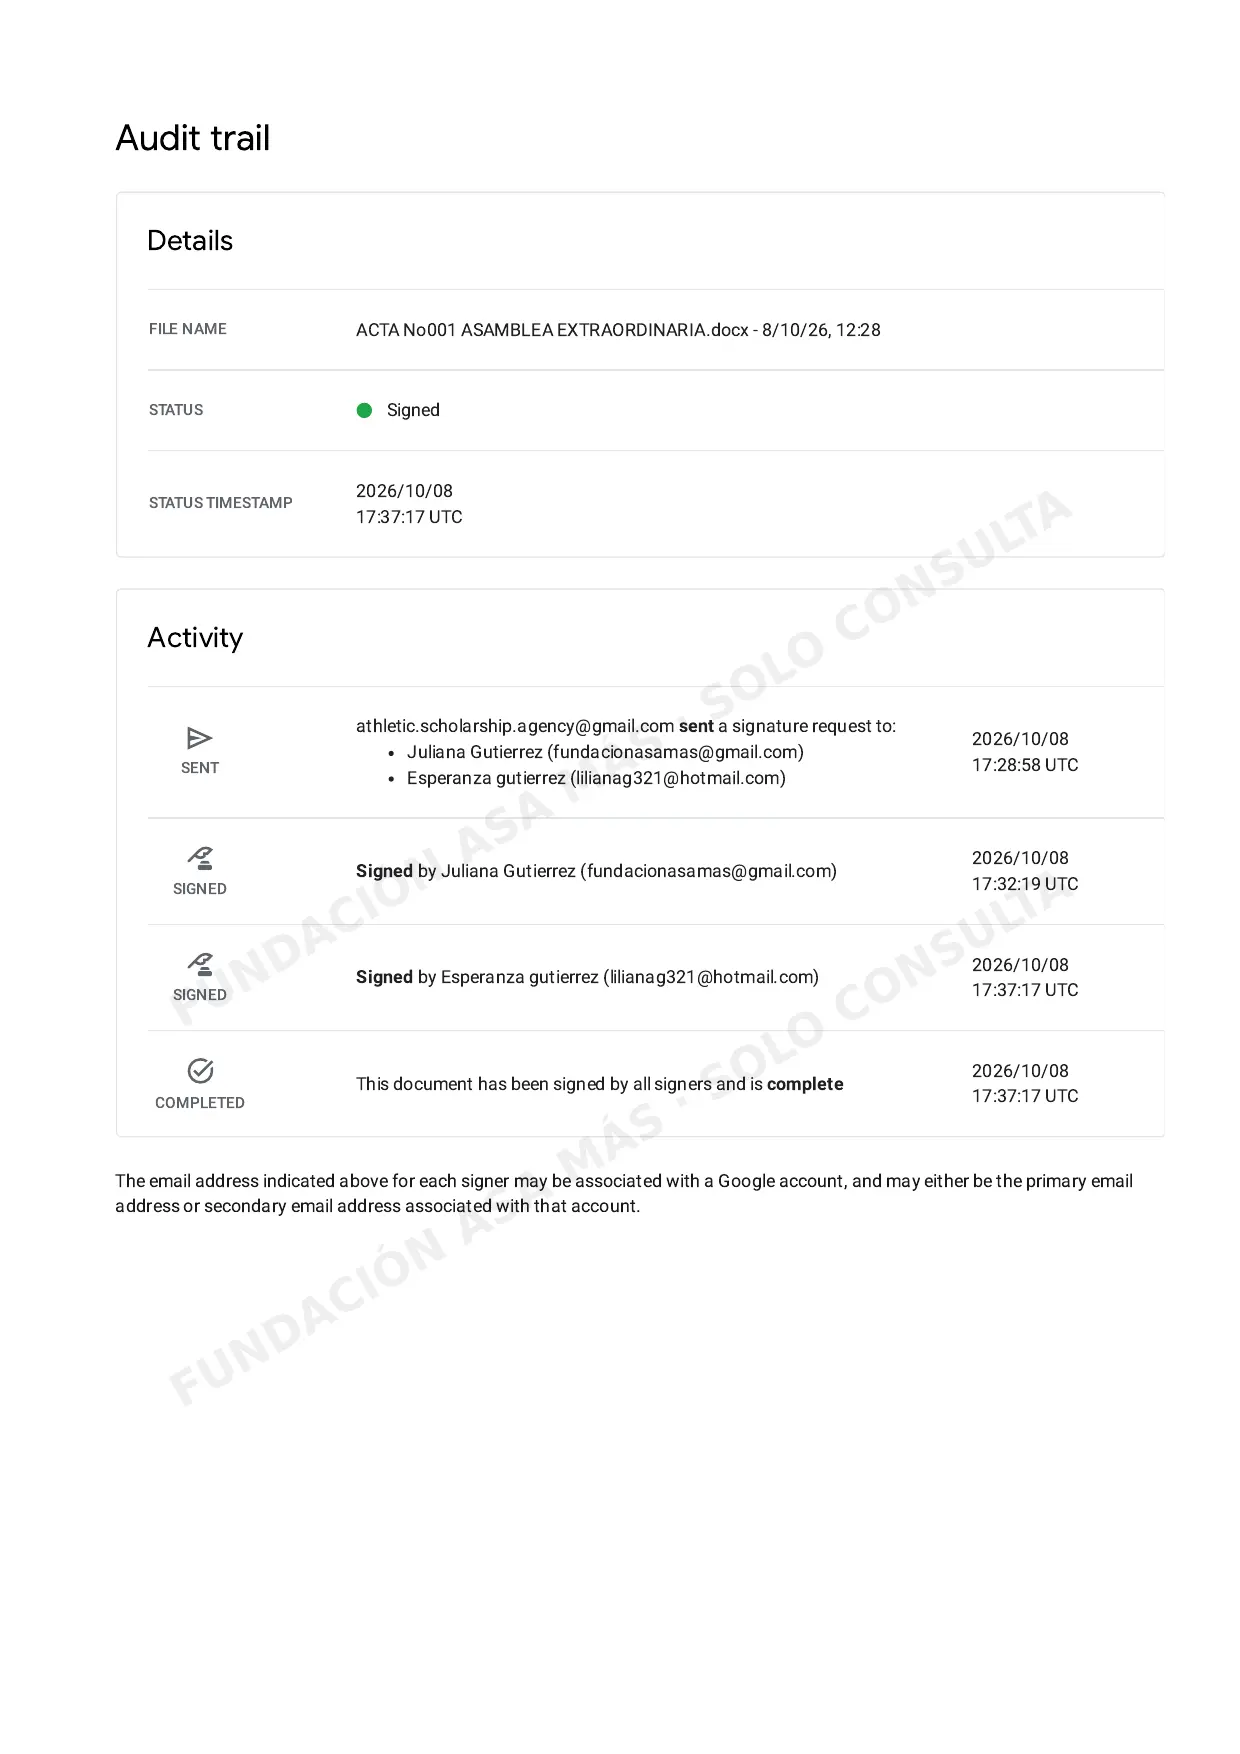 Audit trail
Details
FILE NAME
ACTA No001 ASAMBLEA EXTRAORDINARIA.docx - 8/10/26, 12:28
STATUS
Signed
STATUS TIMESTAMP
2026/10/08
17:37:17 UTC
Activity
SENT
athletic.scholarship.agency@gmail.com sent a signature request to:
• Juliana Gutierrez (fundacionasamas@gmail.com)
• Esperanza gutierrez (lilianag321@hotmail.com)
2026/10/08
17:28:58 UTC
SIGNED
Signed by Juliana Gutierrez (fundacionasamas@gmail.com)
2026/10/08
17:32:19 UTC
SIGNED
Signed by Esperanza gutierrez (lilianag321@hotmail.com)
2026/10/08
17:37:17 UTC
COMPLETED
This document has been signed by all signers and is complete
2026/10/08
17:37:17 UTC
The email address indicated above for each signer may be associated with a Google account, and may either be the primary email
address or secondary email address associated with that account.
FUNDACIÓN ASA MÁS · SOLO CONSULTA
FUNDACIÓN ASA MÁS · SOLO CONSULTA